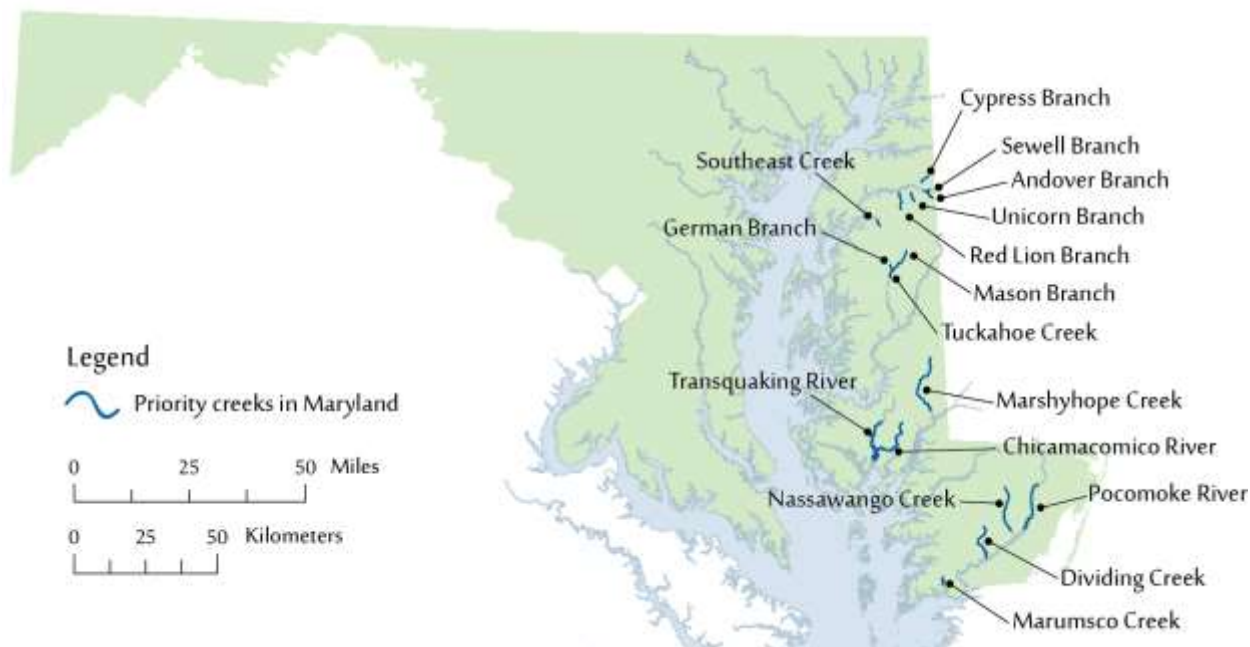 Cypress Branch
Sewell Branch
Southeast Creek
Andover Branch
Unicorn Branch
German Branch
Red Lion Branch
Mason Branch
Tuckahoe Creek
Legend
Priority creeks in Maryland
Transquaking River
Marshyhope Creek
Chicamacomico River
0 25 50 Miles
Nassawango Creek
Pocomoke River
0 25 50 Kilometers
Dividing Creek
Marumsco Creek